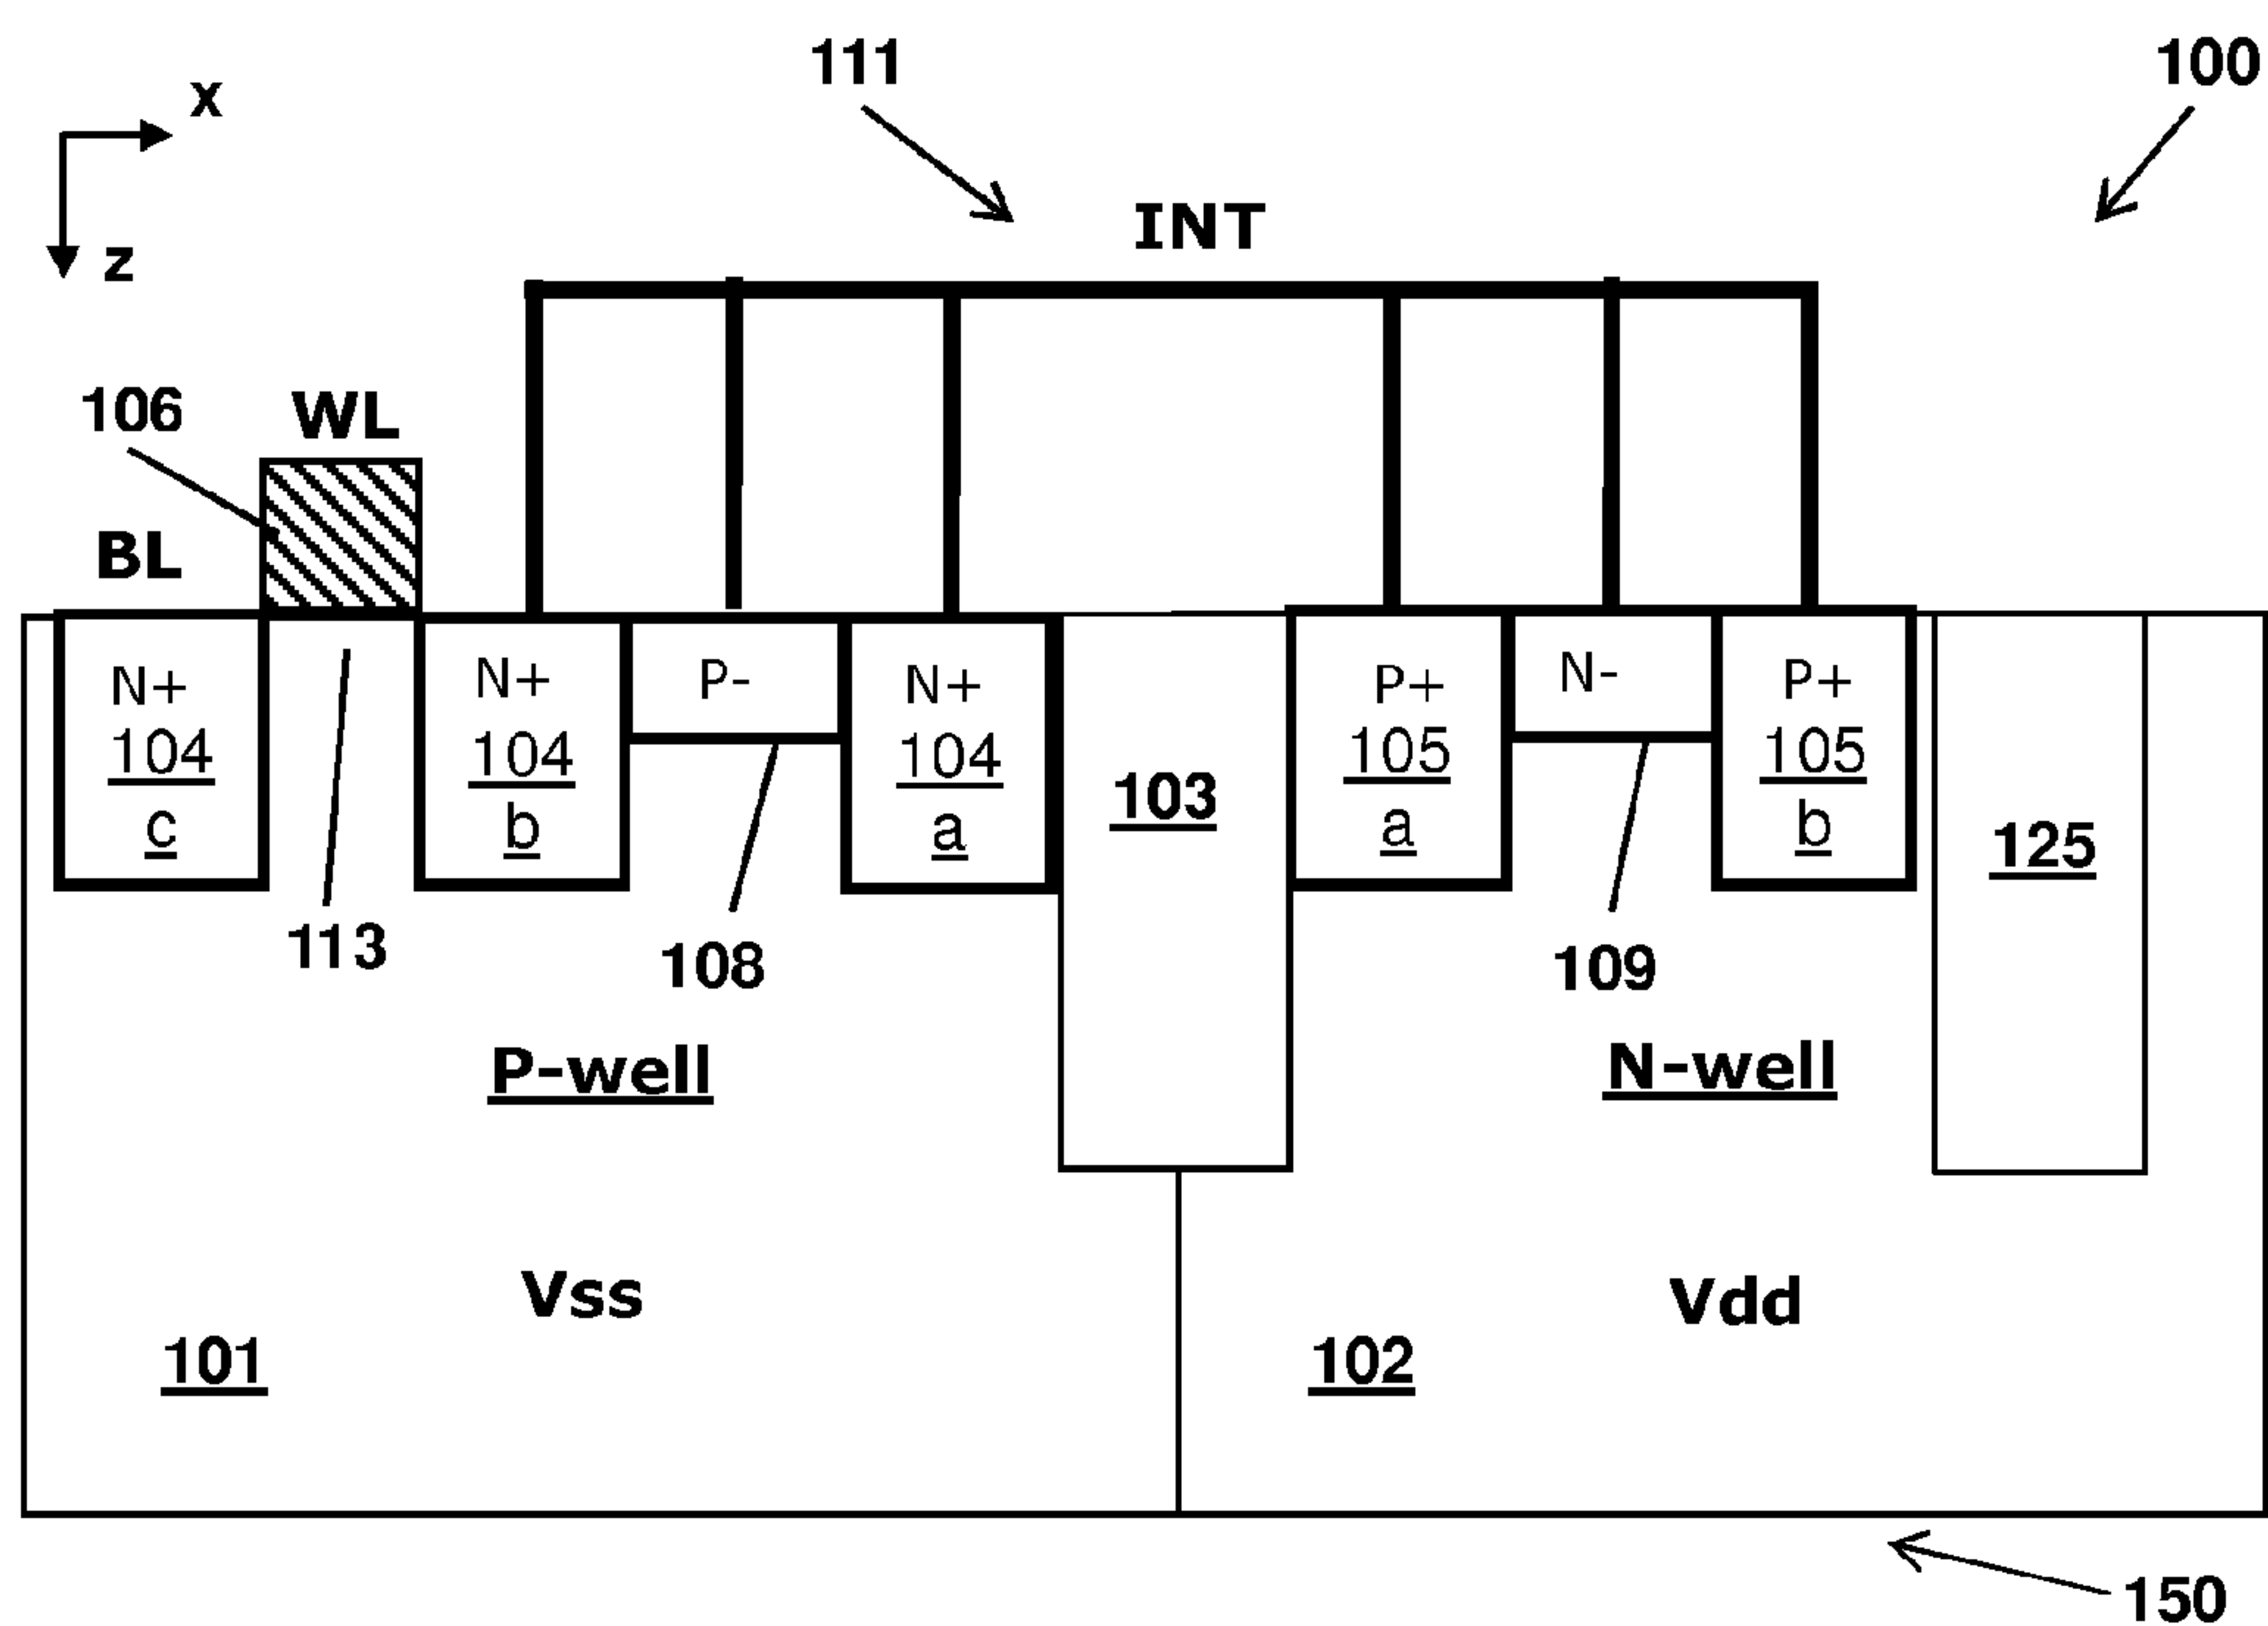 111
100
x
z
INT
106
WL
BL
N+
104
c
N+
104
b
P-
N+
104
a
103
P+
105
a
N-
P+
105
b
125
113
108
109
P-well
N-well
Vss
Vdd
101
102
150